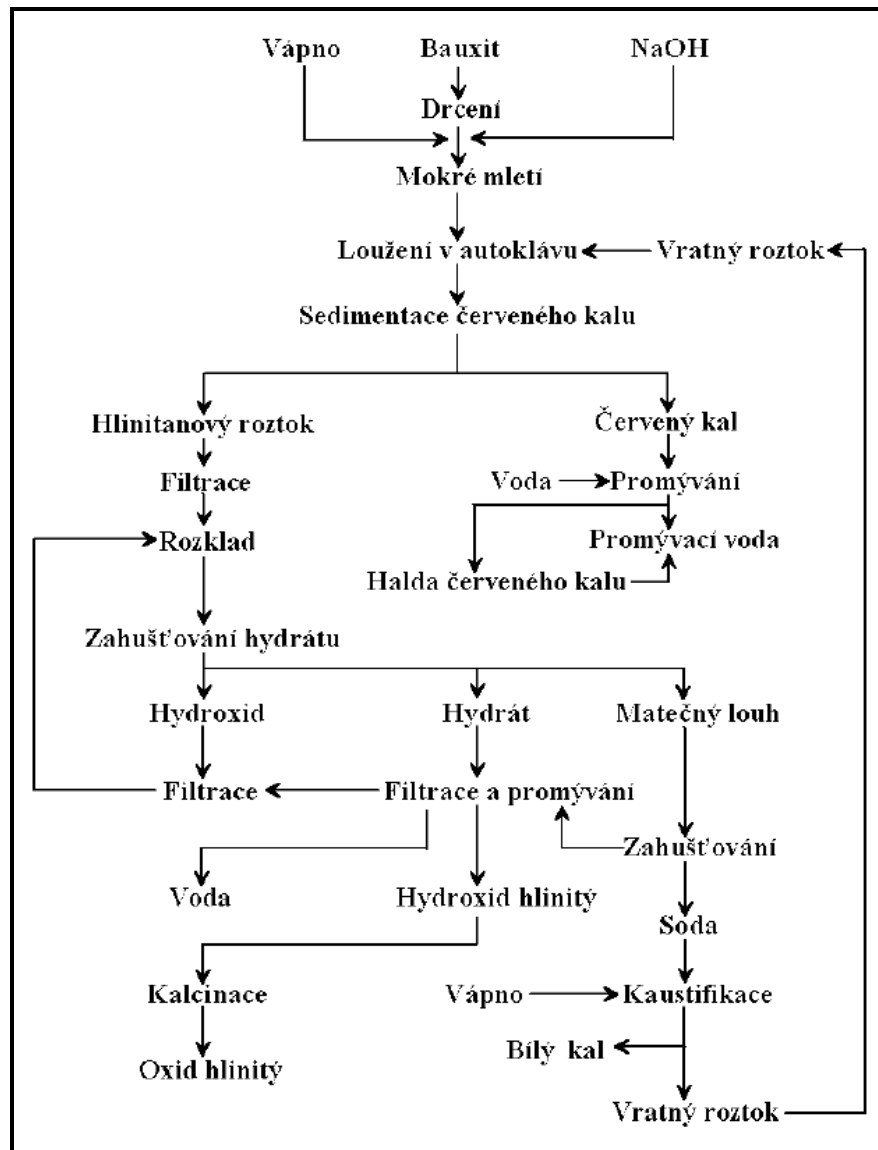 Vápno
Bauxit
NaOH
Drcení
Mokré mletí
Loužení v autoklávu
Vratný roztok
Sedimentace červeného kalu
Hlinitanový roztok
Červený kal
Filtrace
Voda
Promývání
Rozklad
Promývací voda
Halda červeného kalu
Zahušťování hydrátu
Hydroxid
Hydrát
Matečný louh
Filtrace
Filtrace a promývání
Zahušťování
Voda
Hydroxid hlinitý
Soda
Kalcinace
Vápno
Kaustifikace
Bílý kal
Oxid hlinitý
Vratný roztok